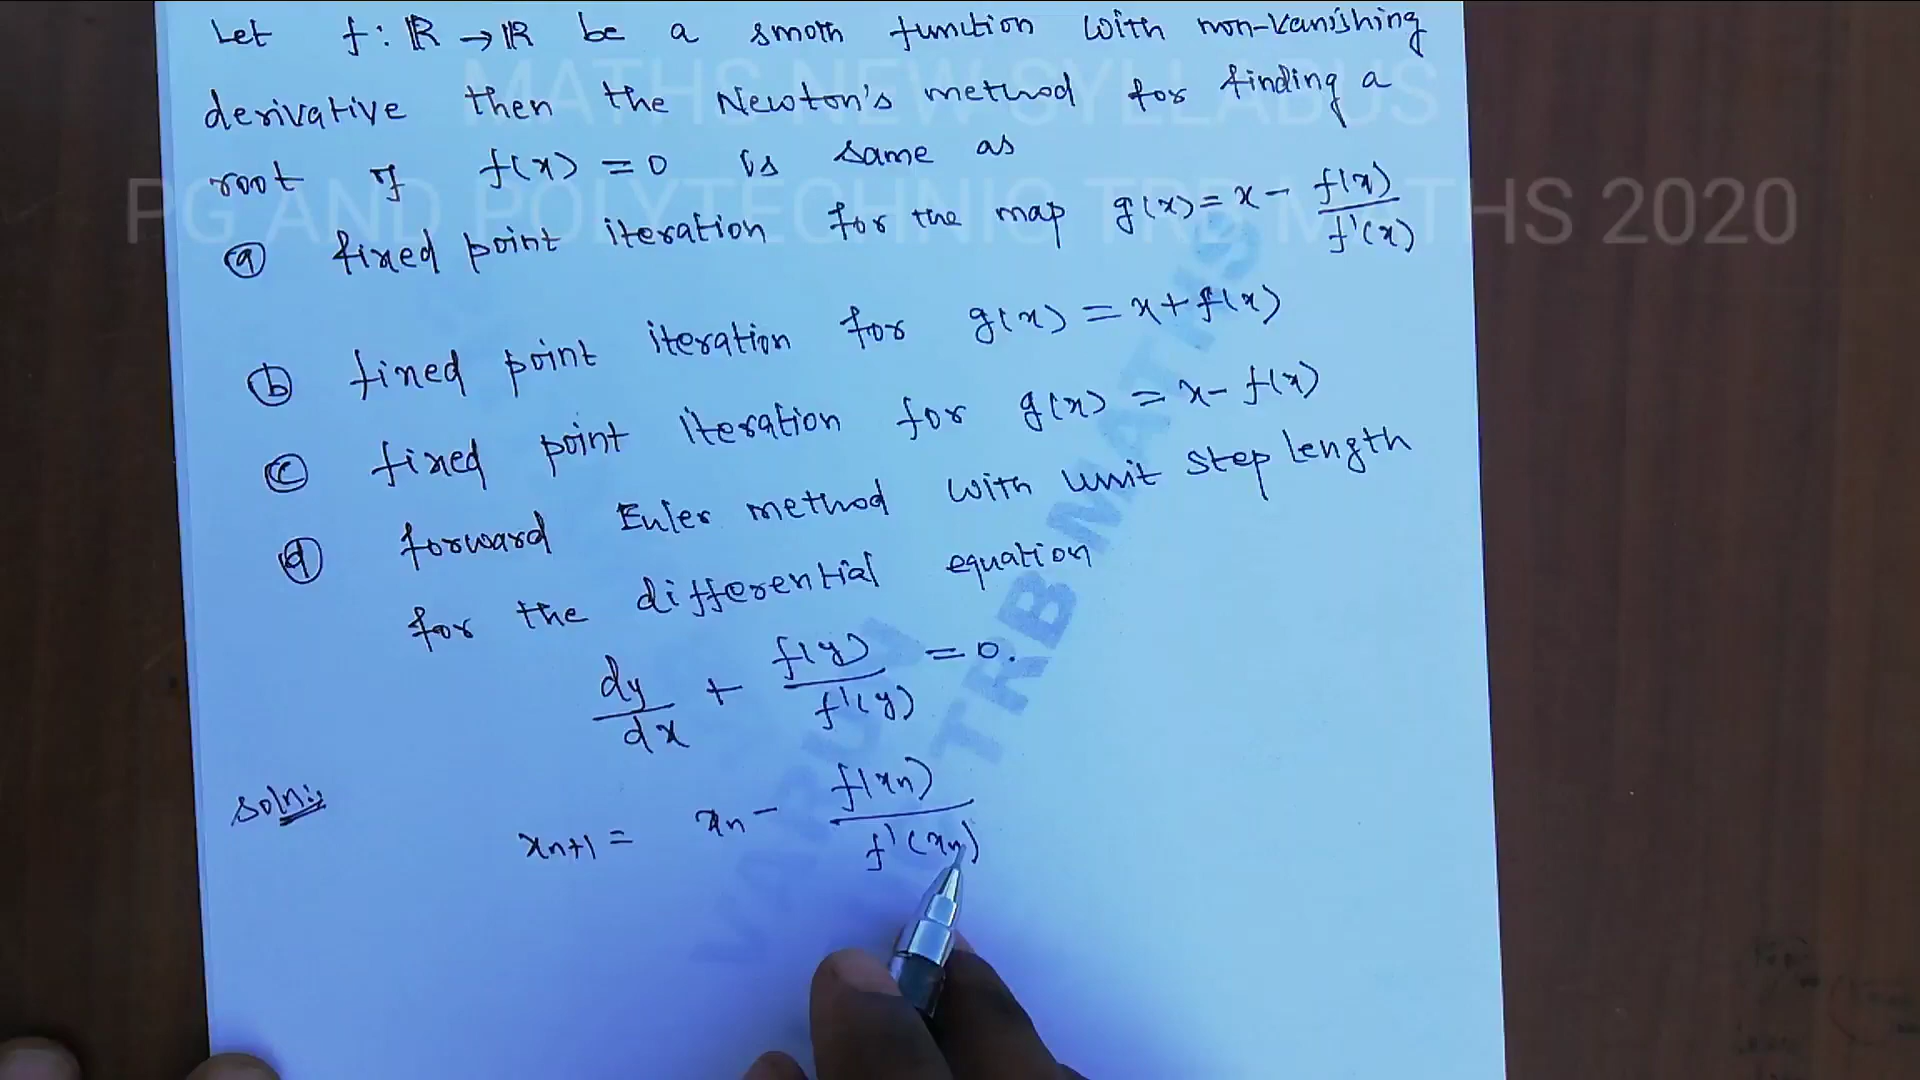 Let f : ℝ → ℝ be a smoth function with non-vanishing
derivative then the Newton's method for finding a
root of f(x) = 0 is same as
ⓐ fixed point iteration for the map g(x) = x - f(x)/f'(x)
ⓑ fixed point iteration for g(x) = x + f(x)
ⓒ fixed point iteration for g(x) = x - f(x)
ⓓ forward Euler method with unit step length
for the differential equation
dy/dx + f(y)/f'(y) = 0.
Soln:
xn+1 = xn - f(xn)/f'(xn)
MATHS NEW SYLLABUS
PG AND POLYTECHNIC TRB MATHS 2020
VARUN
TRB MATHS